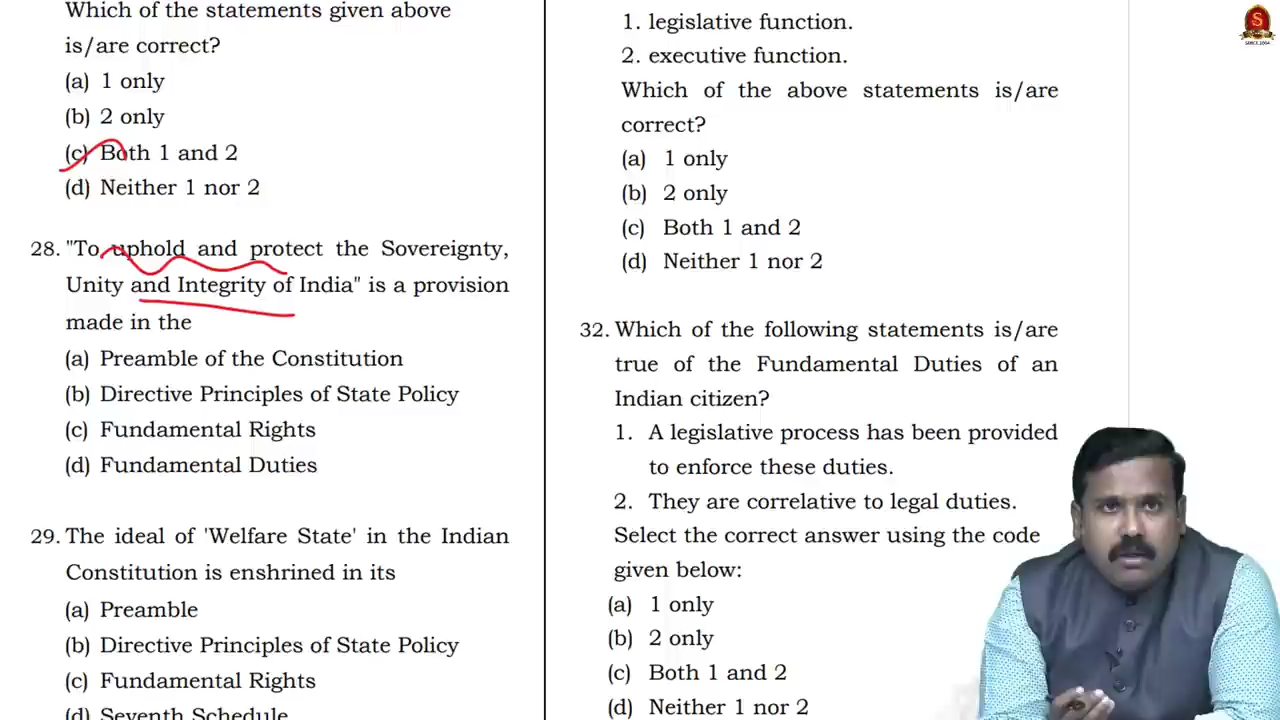 Which of the statements given above
is/are correct?
(a) 1 only
(b) 2 only
(c) Both 1 and 2
(d) Neither 1 nor 2
28. "To uphold and protect the Sovereignty,
Unity and Integrity of India" is a provision
made in the
(a) Preamble of the Constitution
(b) Directive Principles of State Policy
(c) Fundamental Rights
(d) Fundamental Duties
29. The ideal of 'Welfare State' in the Indian
Constitution is enshrined in its
(a) Preamble
(b) Directive Principles of State Policy
(c) Fundamental Rights
(d) Seventh Schedule
1. legislative function.
2. executive function.
Which of the above statements is/are
correct?
(a) 1 only
(b) 2 only
(c) Both 1 and 2
(d) Neither 1 nor 2
32. Which of the following statements is/are
true of the Fundamental Duties of an
Indian citizen?
1. A legislative process has been provided
to enforce these duties.
2. They are correlative to legal duties.
Select the correct answer using the code
given below:
(a) 1 only
(b) 2 only
(c) Both 1 and 2
(d) Neither 1 nor 2
S
SINCE 2004